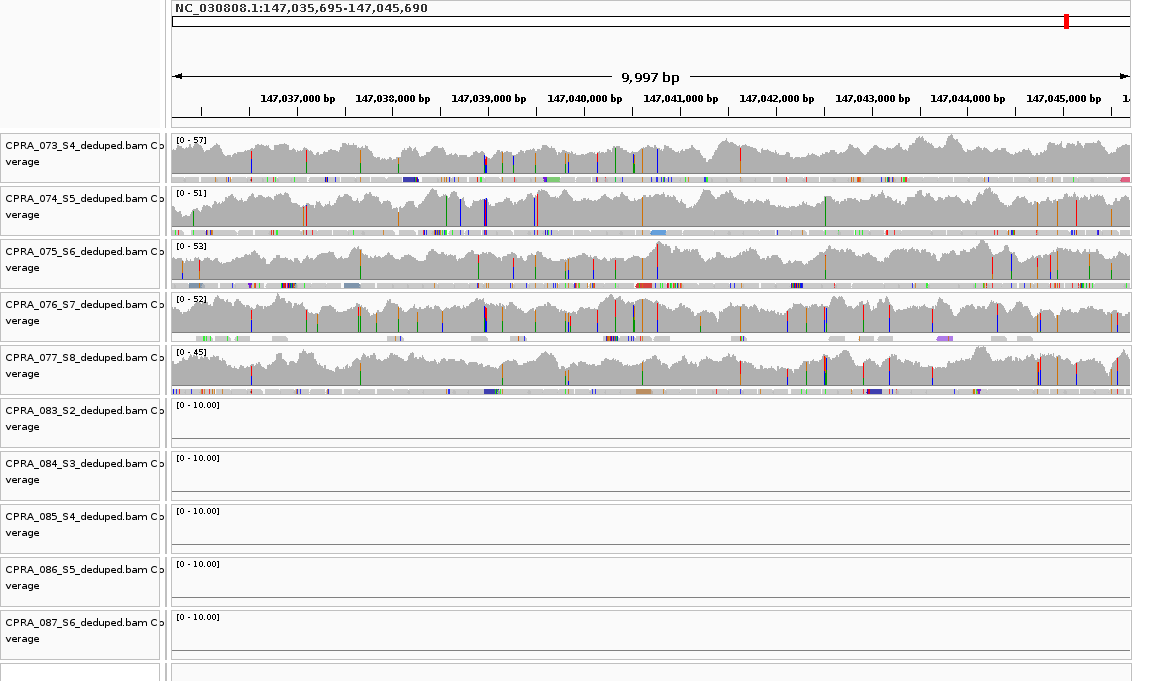 NC_030808.1:147,035,695-147,045,690
9,997 bp
147,037,000 bp 147,038,000 bp 147,039,000 bp 147,040,000 bp 147,041,000 bp 147,042,000 bp 147,043,000 bp 147,044,000 bp 147,045,000 bp 1
CPRA_073_S4_deduped.bam Co
verage
[0 - 57]
CPRA_074_S5_deduped.bam Co
verage
[0 - 51]
CPRA_075_S6_deduped.bam Co
verage
[0 - 53]
CPRA_076_S7_deduped.bam Co
verage
[0 - 52]
CPRA_077_S8_deduped.bam Co
verage
[0 - 45]
CPRA_083_S2_deduped.bam Co
verage
[0 - 10.00]
CPRA_084_S3_deduped.bam Co
verage
[0 - 10.00]
CPRA_085_S4_deduped.bam Co
verage
[0 - 10.00]
CPRA_086_S5_deduped.bam Co
verage
[0 - 10.00]
CPRA_087_S6_deduped.bam Co
verage
[0 - 10.00]